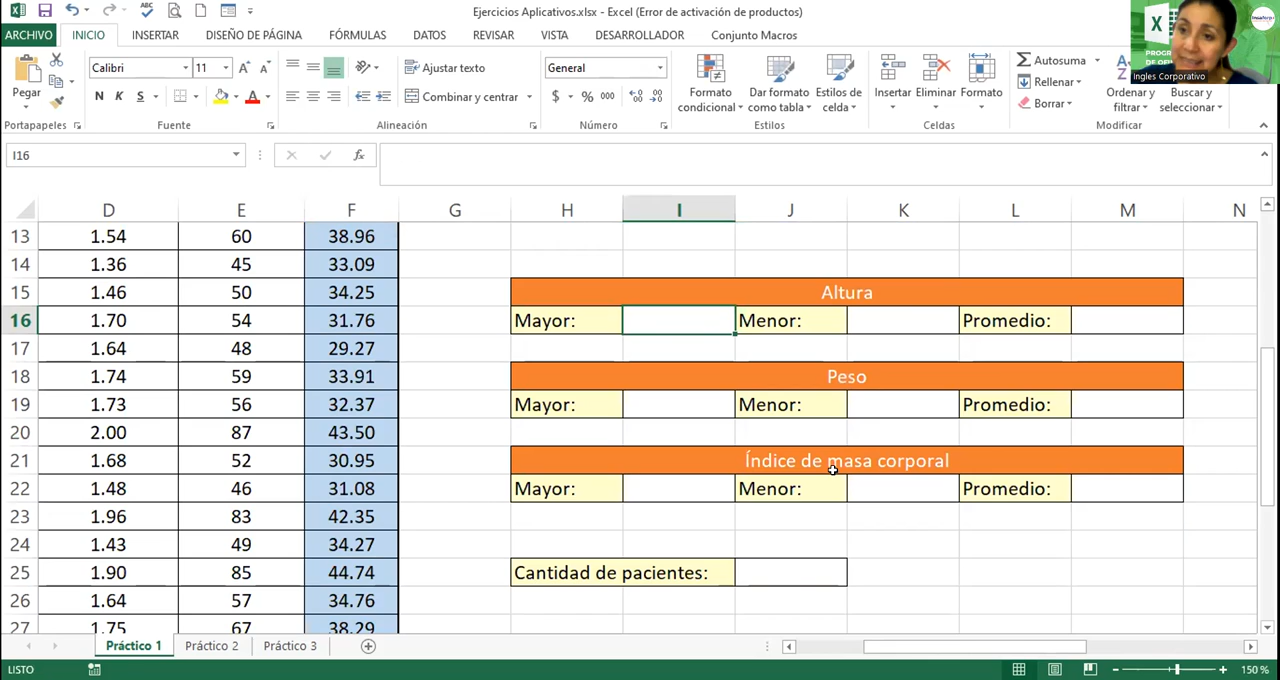 Ejercicios Aplicativos.xlsx - Excel (Error de activación de productos)
ARCHIVO INICIO INSERTAR DISEÑO DE PÁGINA FÓRMULAS DATOS REVISAR VISTA DESARROLLADOR Conjunto Macros
Ingles Corporativo
Pegar
Calibri 11
N K S
Ajustar texto
Combinar y centrar
General
$ % 000
Formato condicional
Dar formato como tabla
Estilos de celda
Insertar Eliminar Formato
Autosuma
Rellenar
Borrar
Ordenar y filtrar
Buscar y seleccionar
Portapapeles Fuente Alineación Número Estilos Celdas Modificar
I16
fx
D E F G H I J K L M N
13 1.54 60 38.96
14 1.36 45 33.09
15 1.46 50 34.25 Altura
16 1.70 54 31.76 Mayor: Menor: Promedio:
17 1.64 48 29.27
18 1.74 59 33.91 Peso
19 1.73 56 32.37 Mayor: Menor: Promedio:
20 2.00 87 43.50
21 1.68 52 30.95 Índice de masa corporal
22 1.48 46 31.08 Mayor: Menor: Promedio:
23 1.96 83 42.35
24 1.43 49 34.27
25 1.90 85 44.74 Cantidad de pacientes:
26 1.64 57 34.76
27 1.75 67 38.29
Práctico 1 Práctico 2 Práctico 3
LISTO 150 %